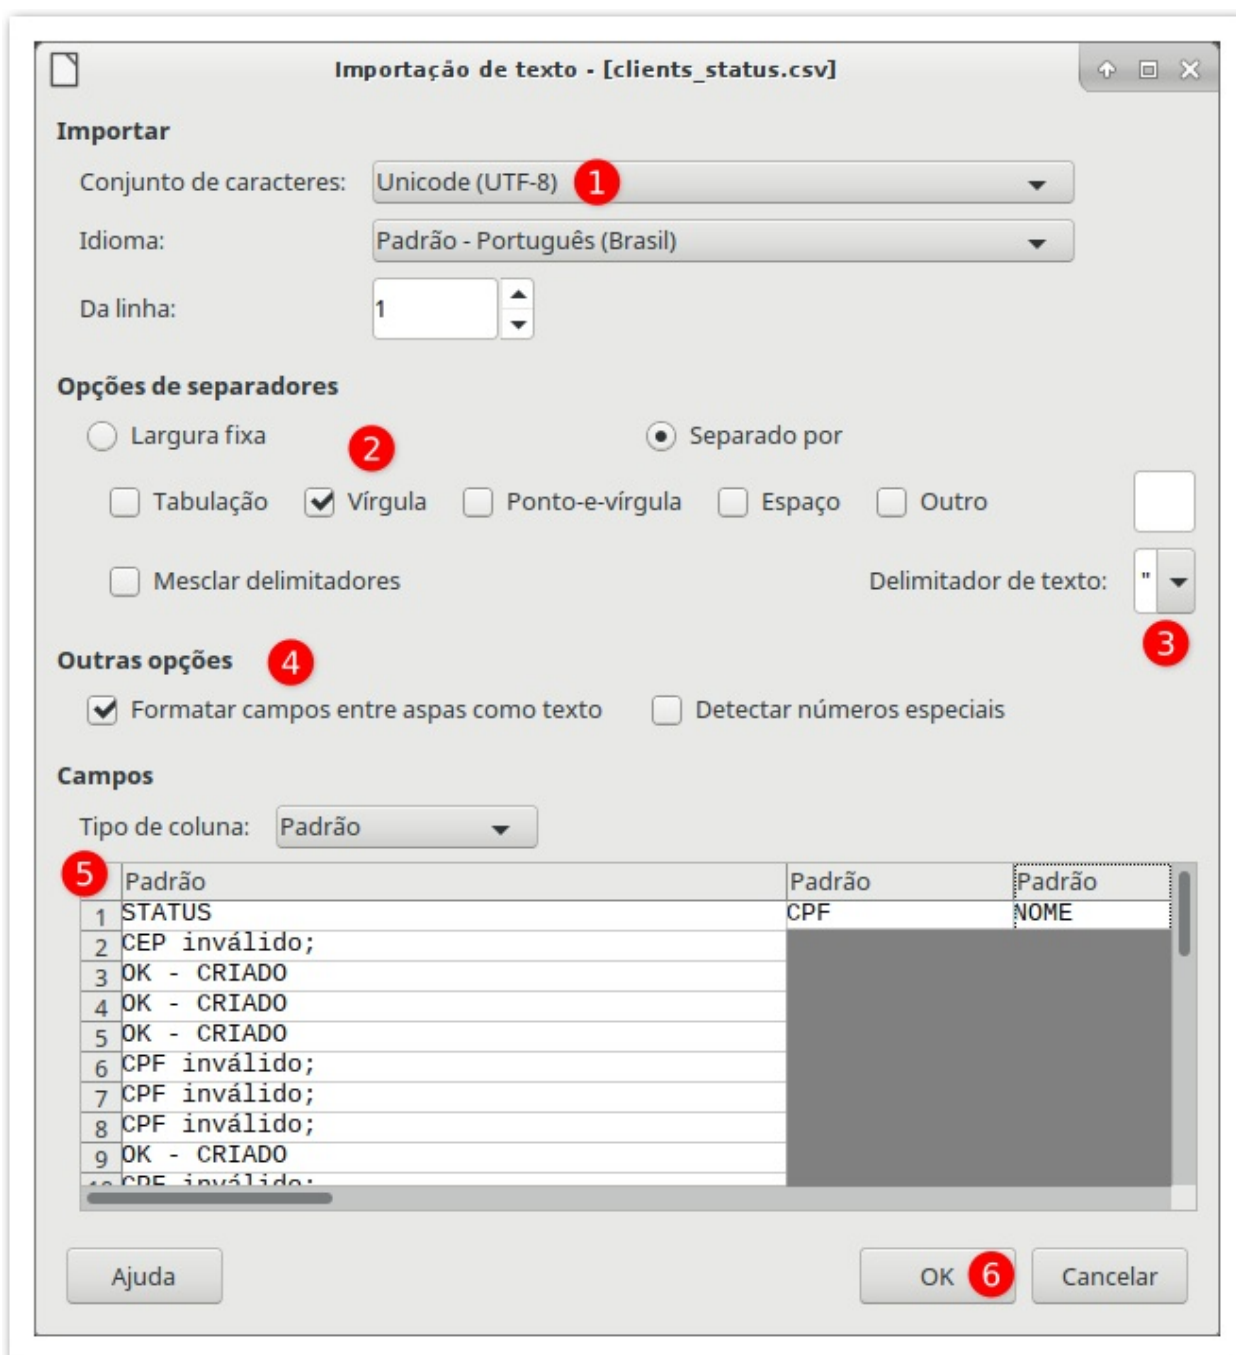 Importação de texto - [clients_status.csv]
Importar
Conjunto de caracteres: Unicode (UTF-8) 1
Idioma: Padrão - Português (Brasil)
Da linha: 1
Opções de separadores
Largura fixa 2 Separado por
Tabulação Vírgula Ponto-e-vírgula Espaço Outro
Mesclar delimitadores Delimitador de texto: "
3
Outras opções 4
Formatar campos entre aspas como texto Detectar números especiais
Campos
Tipo de coluna: Padrão
5 Padrão Padrão Padrão
1 STATUS CPF NOME
2 CEP inválido;
3 OK - CRIADO
4 OK - CRIADO
5 OK - CRIADO
6 CPF inválido;
7 CPF inválido;
8 CPF inválido;
9 OK - CRIADO
10 CPF inválido;
Ajuda OK 6 Cancelar